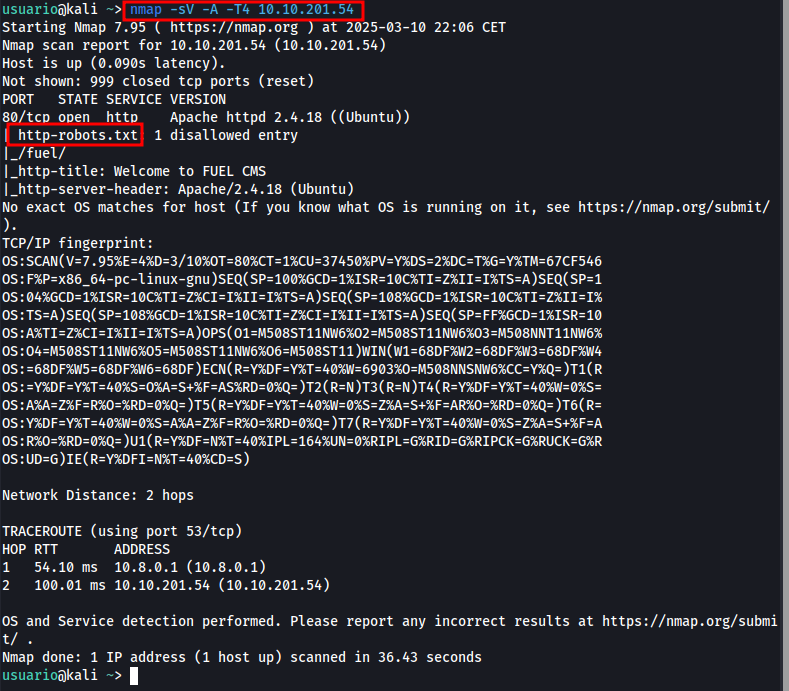 usuario@kali ~> nmap -sV -A -T4 10.10.201.54
Starting Nmap 7.95 ( https://nmap.org ) at 2025-03-10 22:06 CET
Nmap scan report for 10.10.201.54 (10.10.201.54)
Host is up (0.090s latency).
Not shown: 999 closed tcp ports (reset)
PORT   STATE SERVICE VERSION
80/tcp open  http    Apache httpd 2.4.18 ((Ubuntu))
| http-robots.txt: 1 disallowed entry
|_/fuel/
|_http-title: Welcome to FUEL CMS
|_http-server-header: Apache/2.4.18 (Ubuntu)
No exact OS matches for host (If you know what OS is running on it, see https://nmap.org/submit/
).
TCP/IP fingerprint:
OS:SCAN(V=7.95%E=4%D=3/10%OT=80%CT=1%CU=37450%PV=Y%DS=2%DC=T%G=Y%TM=67CF546
OS:F%P=x86_64-pc-linux-gnu)SEQ(SP=100%GCD=1%ISR=10C%TI=Z%II=I%TS=A)SEQ(SP=1
OS:04%GCD=1%ISR=10C%TI=Z%CI=I%II=I%TS=A)SEQ(SP=108%GCD=1%ISR=10C%TI=Z%II=I%
OS:TS=A)SEQ(SP=108%GCD=1%ISR=10C%TI=Z%CI=I%II=I%TS=A)SEQ(SP=FF%GCD=1%ISR=10
OS:A%TI=Z%CI=I%II=I%TS=A)OPS(O1=M508ST11NW6%O2=M508ST11NW6%O3=M508NNT11NW6%
OS:O4=M508ST11NW6%O5=M508ST11NW6%O6=M508ST11)WIN(W1=68DF%W2=68DF%W3=68DF%W4
OS:=68DF%W5=68DF%W6=68DF)ECN(R=Y%DF=Y%T=40%W=6903%O=M508NNSNW6%CC=Y%Q=)T1(R
OS:=Y%DF=Y%T=40%S=O%A=S+%F=AS%RD=0%Q=)T2(R=N)T3(R=N)T4(R=Y%DF=Y%T=40%W=0%S=
OS:A%A=Z%F=R%O=%RD=0%Q=)T5(R=Y%DF=Y%T=40%W=0%S=Z%A=S+%F=AR%O=%RD=0%Q=)T6(R=
OS:Y%DF=Y%T=40%W=0%S=A%A=Z%F=R%O=%RD=0%Q=)T7(R=Y%DF=Y%T=40%W=0%S=Z%A=S+%F=A
OS:R%O=%RD=0%Q=)U1(R=Y%DF=N%T=40%IPL=164%UN=0%RIPL=G%RID=G%RIPCK=G%RUCK=G%R
OS:UD=G)IE(R=Y%DFI=N%T=40%CD=S)
Network Distance: 2 hops
TRACEROUTE (using port 53/tcp)
HOP RTT       ADDRESS
1   54.10 ms  10.8.0.1 (10.8.0.1)
2   100.01 ms 10.10.201.54 (10.10.201.54)
OS and Service detection performed. Please report any incorrect results at https://nmap.org/submi
t/ .
Nmap done: 1 IP address (1 host up) scanned in 36.43 seconds
usuario@kali ~>